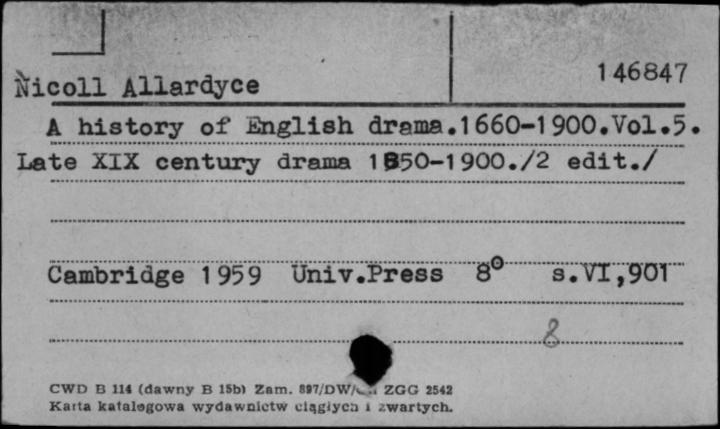 146847
Nicoll Allardyce
A history of English drama.1660-1900.Vol.5.
Late XIX century drama 1850-1900./2 edit./
Cambridge 1959 Univ.Press 8° s.VI,901
8
CWD B 114 (dawny B 15b) Zam. 897/DW/ ZGG 2542
Karta katalogowa wydawnictw ciągłych i zwartych.